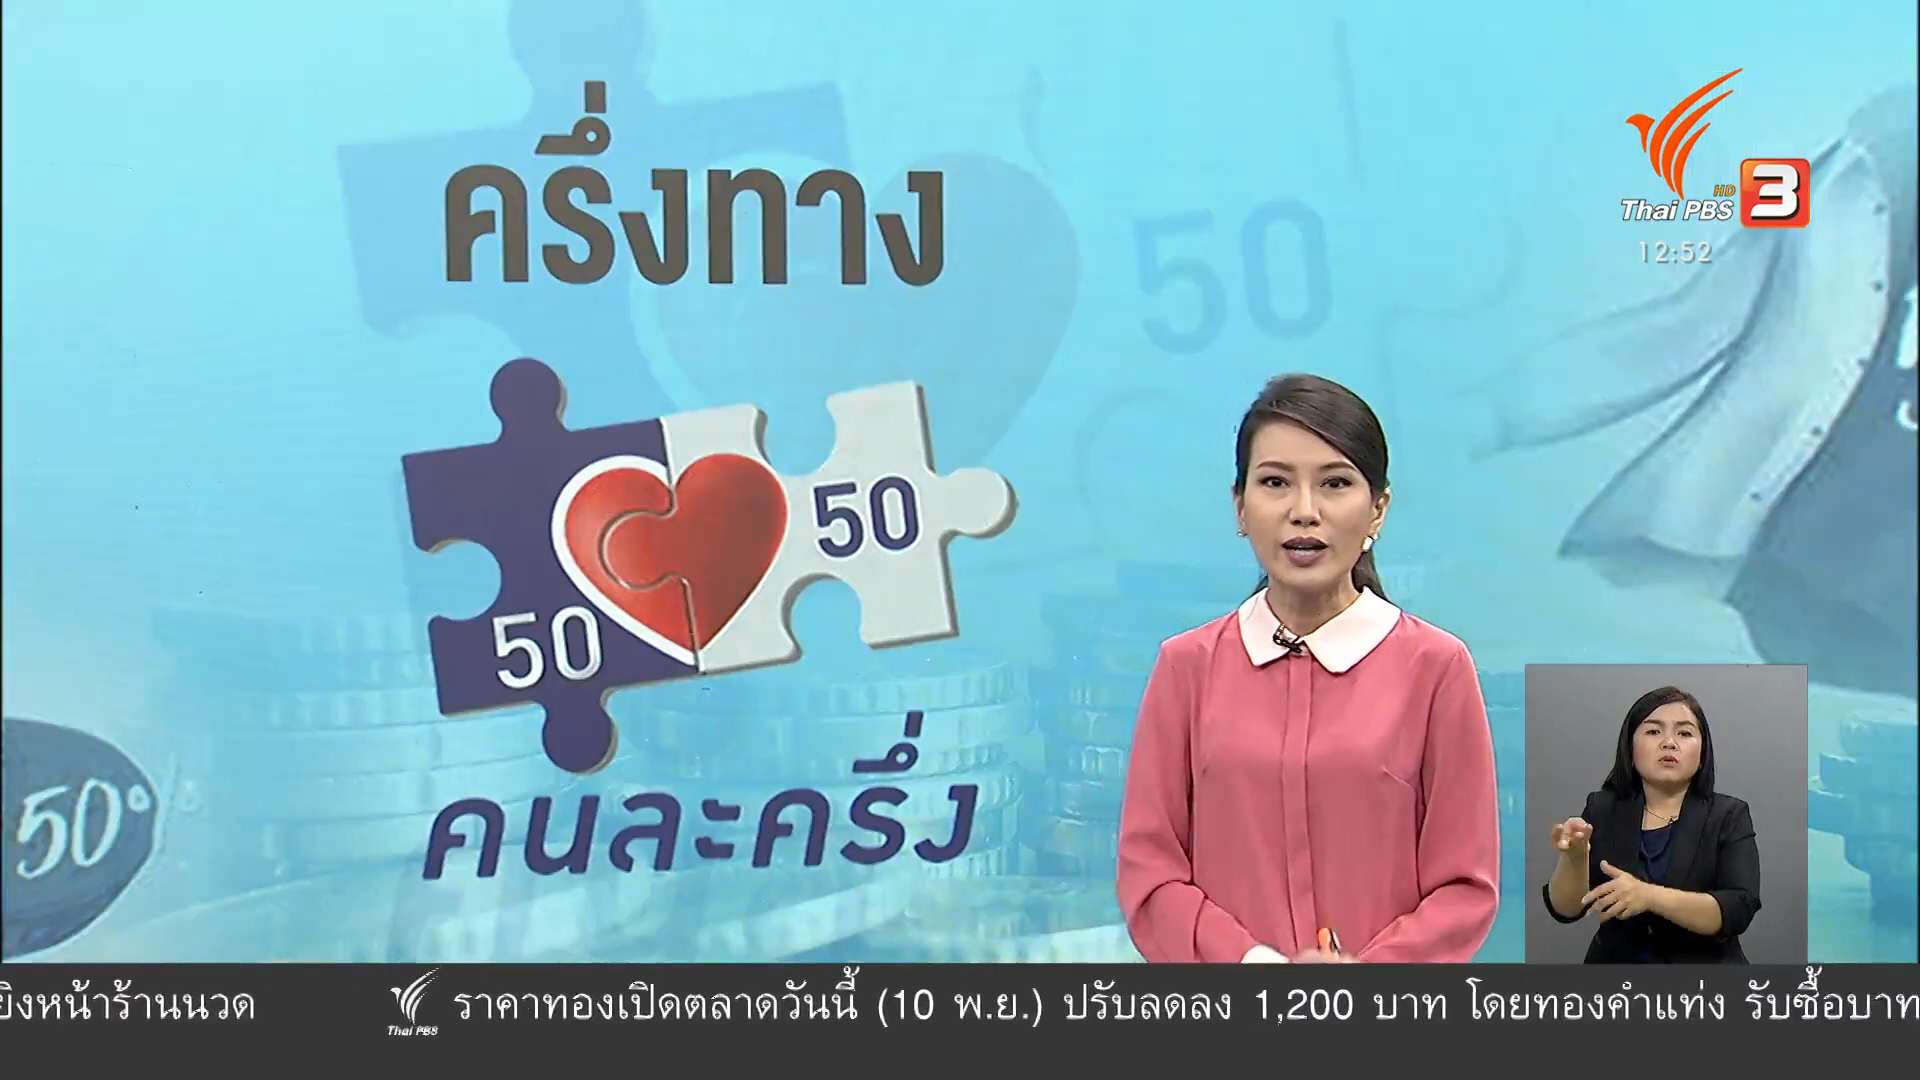 ครึ่งทาง
50
Thai PBS HD 3
12:52
50
50
คนละครึ่ง
50%
ยิงหน้าร้านนวด Thai PBS ราคาทองเปิดตลาดวันนี้ (10 พ.ย.) ปรับลดลง 1,200 บาท โดยทองคำแท่ง รับซื้อบาท